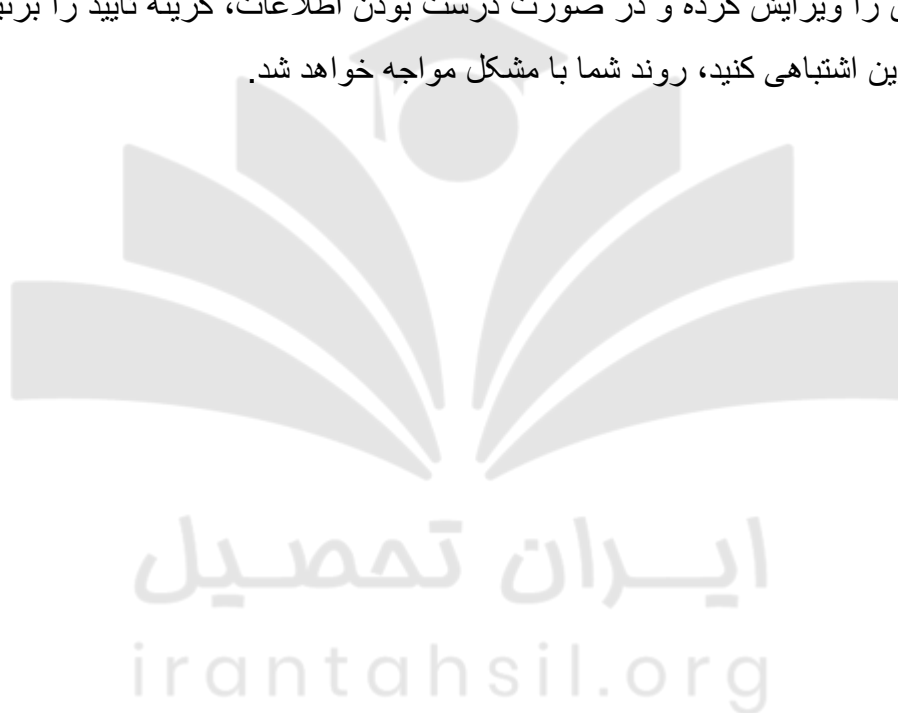 را ویرایش کرده و در صورت درست بودن اطلاعات، گزینه تایید را
اشتباهی کنید، روند شما با مشکل مواجه خواهد شد.
ایران تحصیل
irantahsil.org